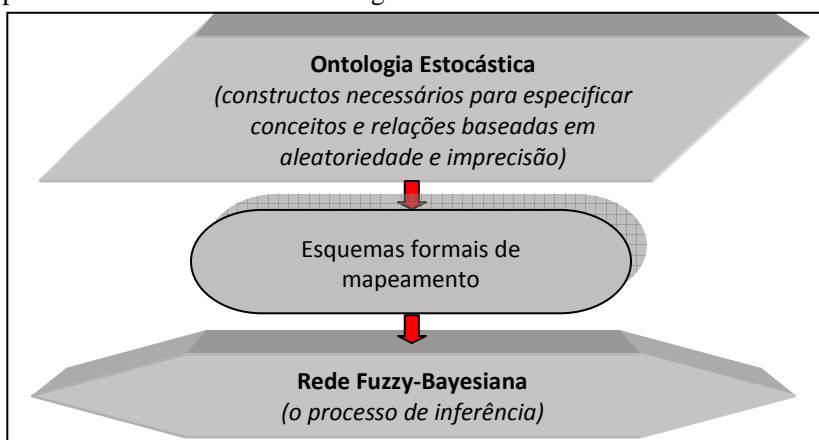 Ontologia Estocástica
(constructos necessários para especificar
conceitos e relações baseadas em
aleatoriedade e imprecisão)
Esquemas formais de
mapeamento
Rede Fuzzy-Bayesiana
(o processo de inferência)